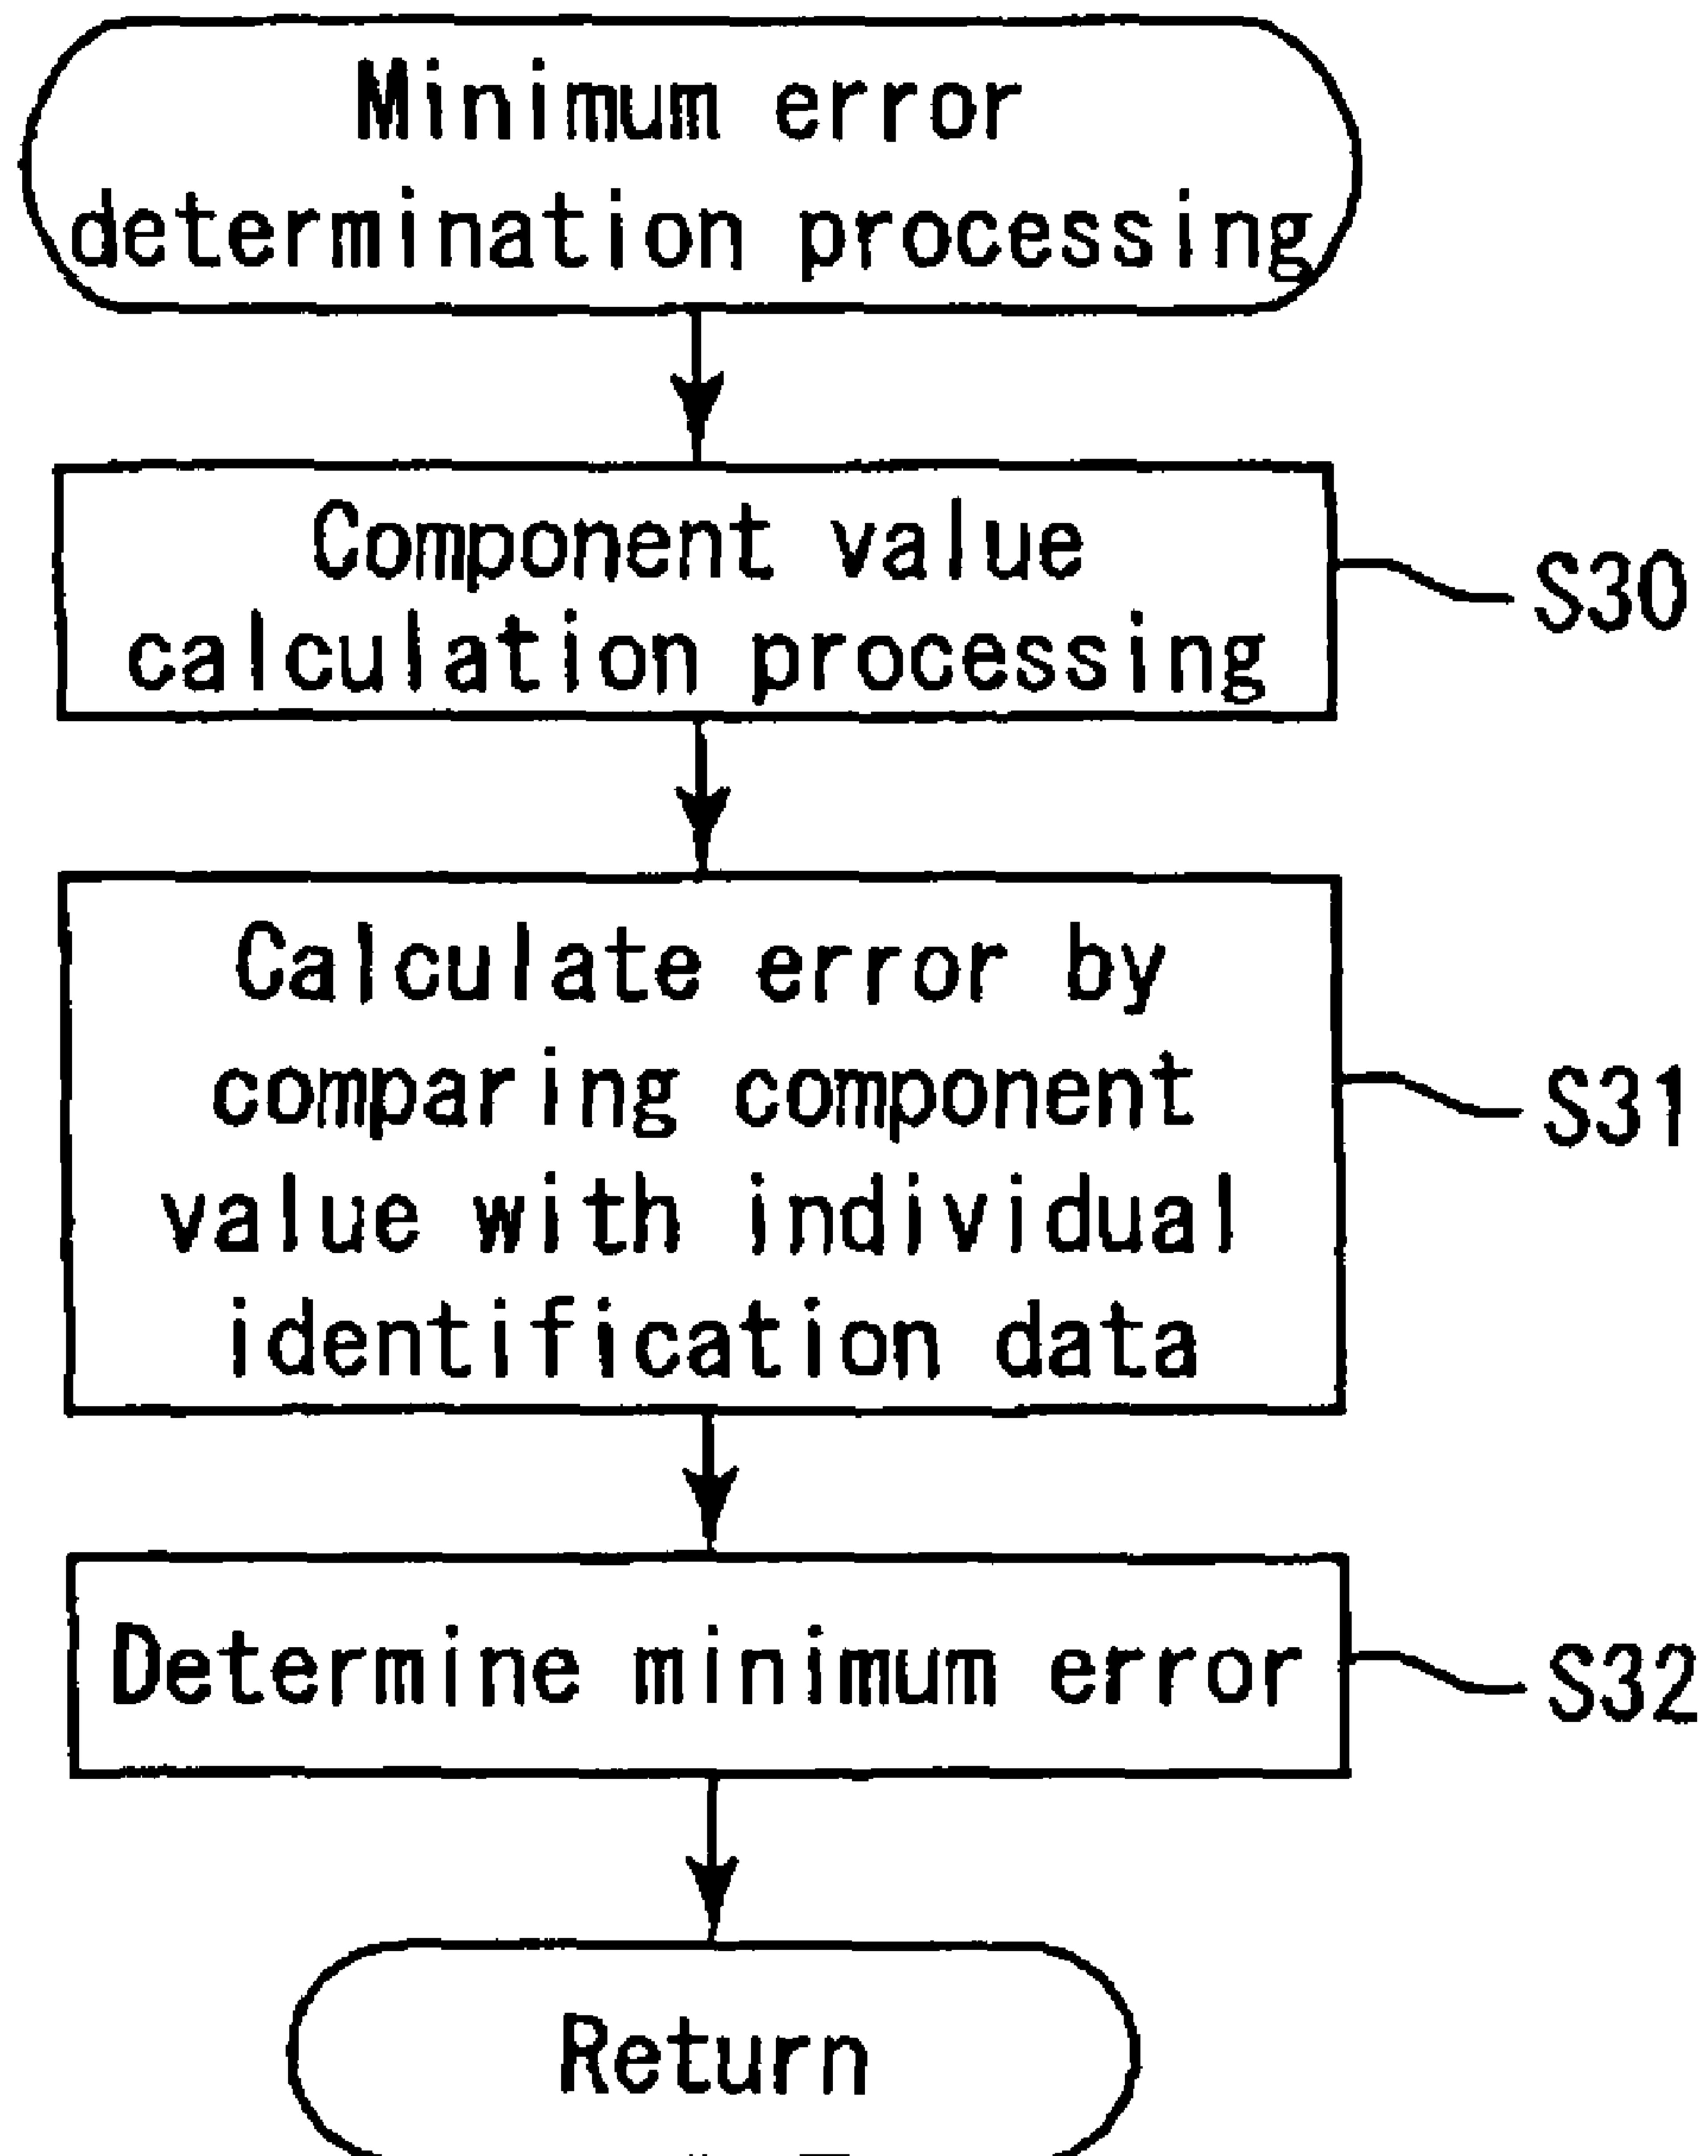 Minimum error
determination processing
Component value
calculation processing
S30
Calculate error by
comparing component
value with individual
identification data
S31
Determine minimum error
S32
Return